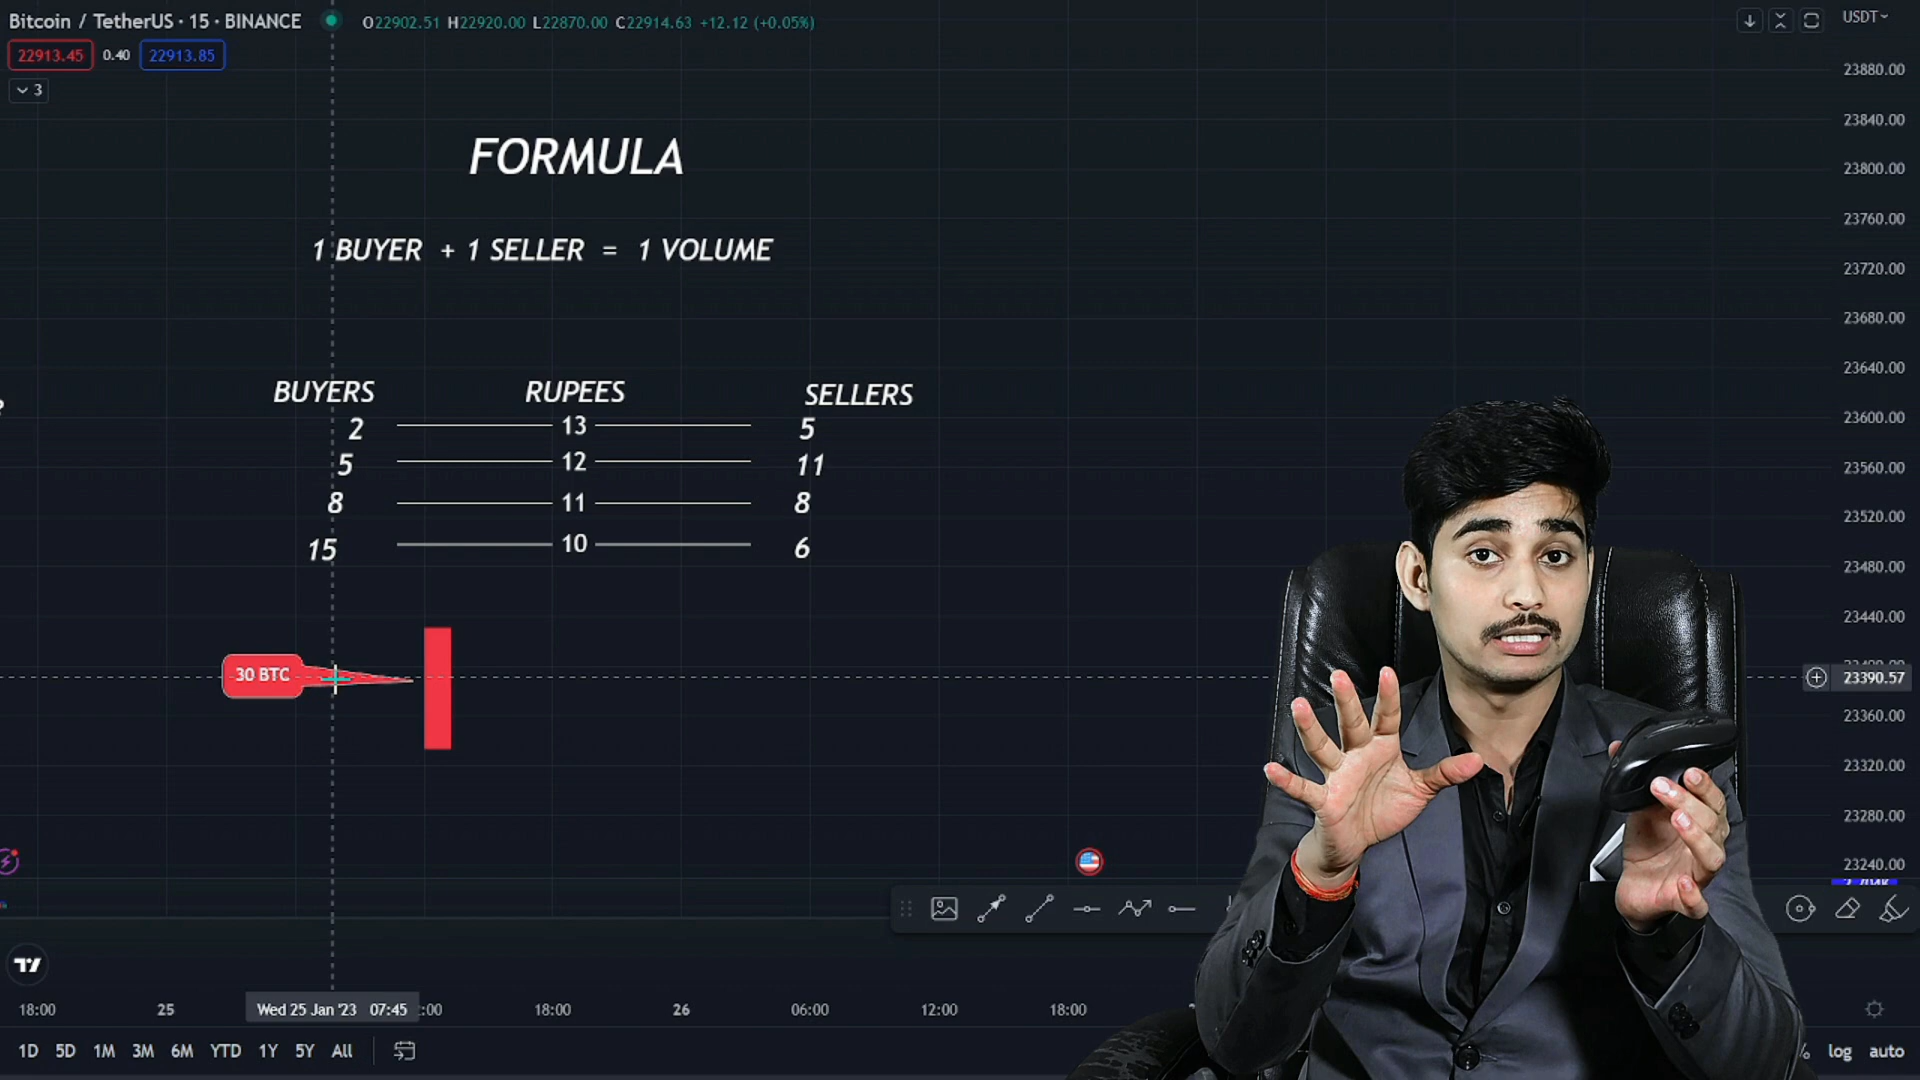 Bitcoin / TetherUS · 15 · BINANCE O22902.51 H22920.00 L22870.00 C22914.63 +12.12 (+0.05%) USDT
22913.45 0.40 22913.85
3
FORMULA
1 BUYER + 1 SELLER = 1 VOLUME
BUYERS RUPEES SELLERS
2 13 5
5 12 11
8 11 8
15 10 6
30 BTC
23880.00
23840.00
23800.00
23760.00
23720.00
23680.00
23640.00
23600.00
23560.00
23520.00
23480.00
23440.00
23390.57
23360.00
23320.00
23280.00
23240.00
18:00 25 Wed 25 Jan '23 07:45 :00 18:00 26 06:00 12:00 18:00
1D 5D 1M 3M 6M YTD 1Y 5Y All % log auto